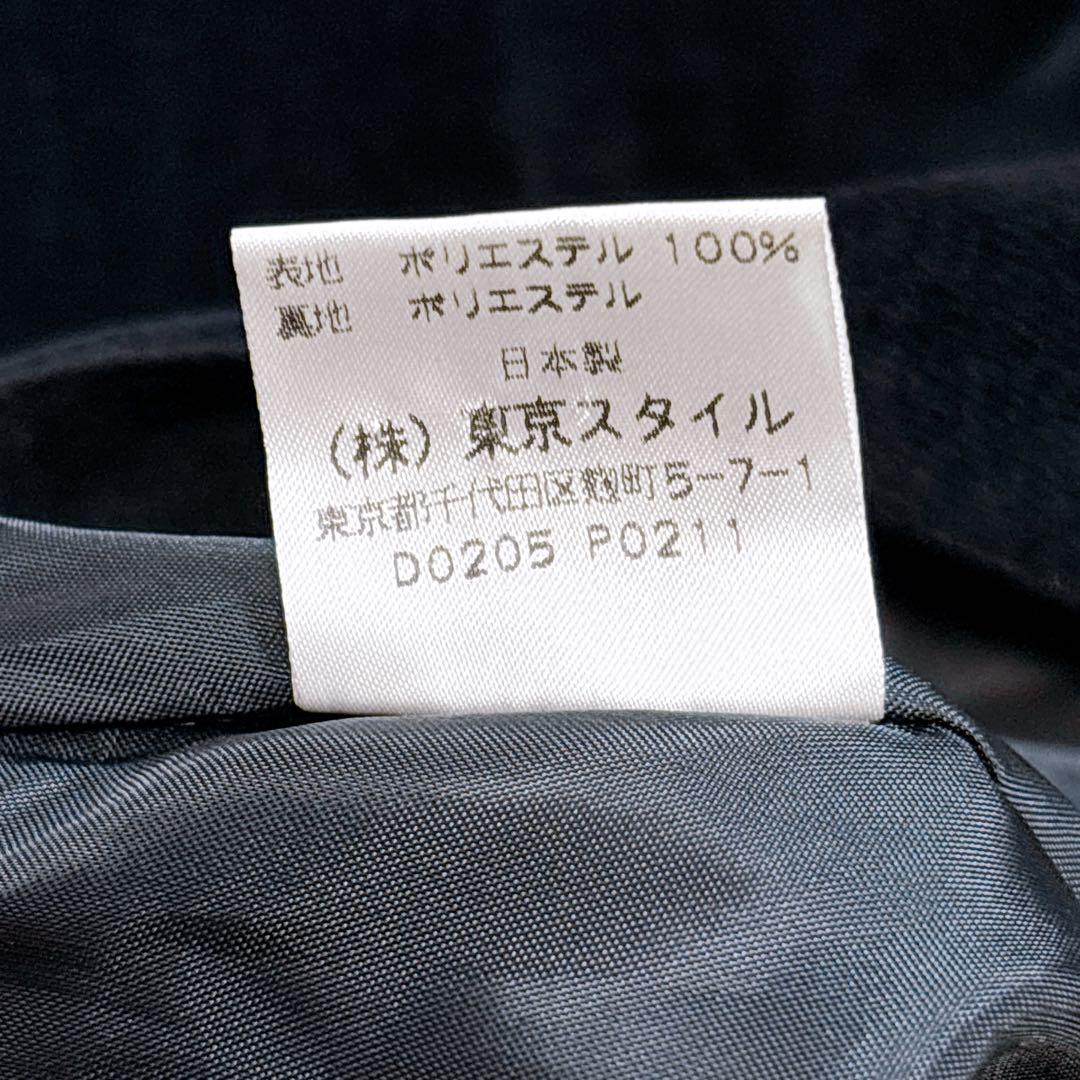 表地 ポリエステル 100%
裏地 ポリエステル
日本製
(株) 東京スタイル
東京都千代田区麹町5-7-1
D0205 P0211